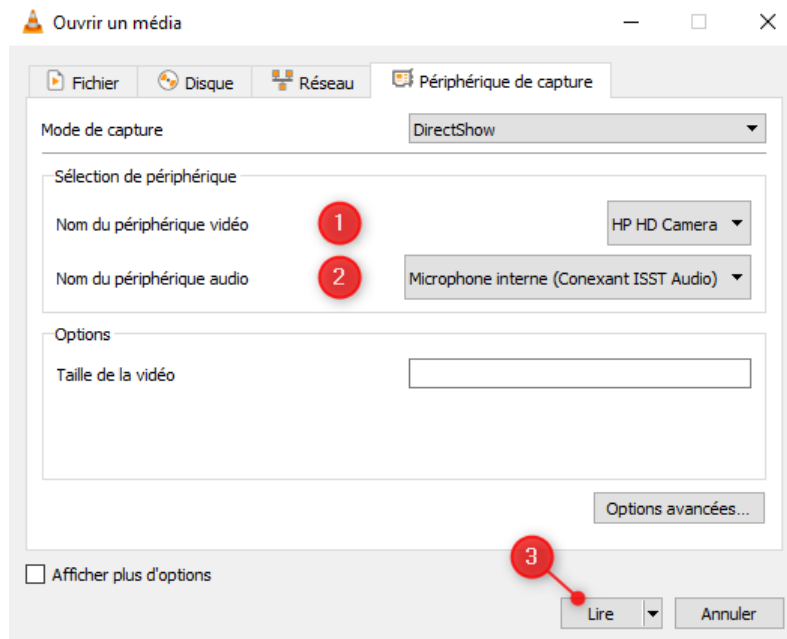 Ouvrir un média
Fichier Disque Réseau Périphérique de capture
Mode de capture DirectShow
Sélection de périphérique
Nom du périphérique vidéo 1 HP HD Camera
Nom du périphérique audio 2 Microphone interne (Conexant ISST Audio)
Options
Taille de la vidéo
Options avancées...
3
Afficher plus d'options
Lire Annuler